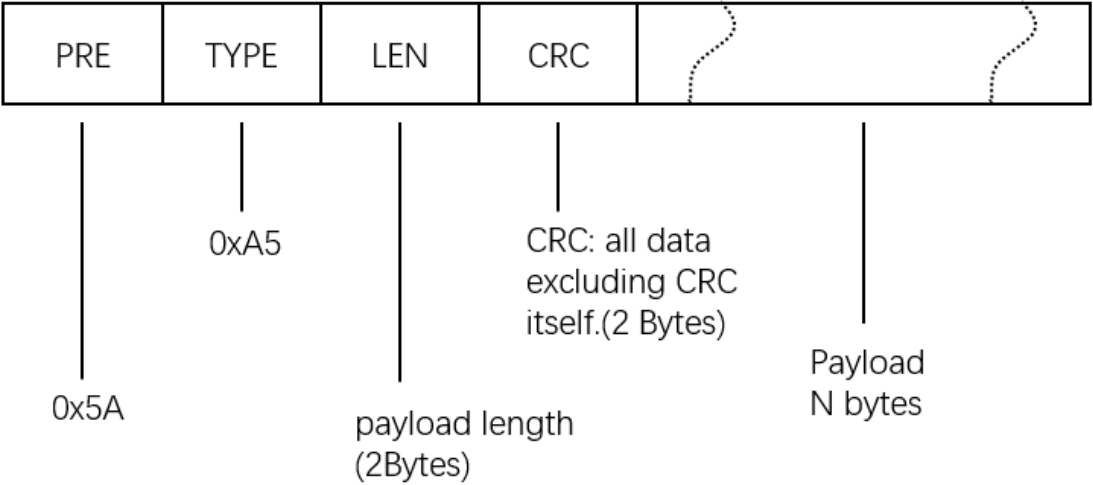 PRE TYPE LEN CRC
0xA5
CRC: all data
excluding CRC
itself.(2 Bytes)
Payload
N bytes
0x5A
payload length
(2Bytes)